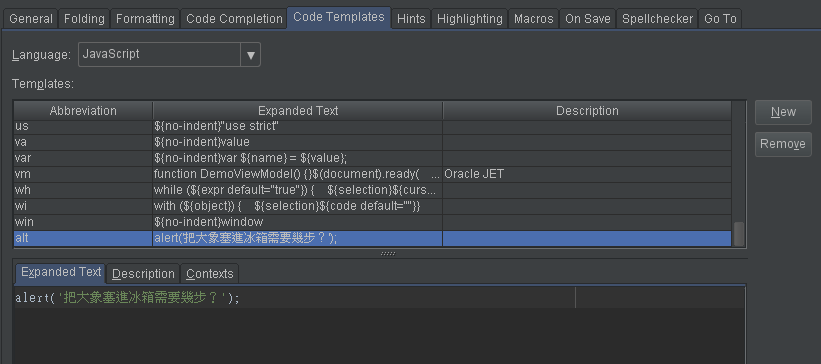 General Folding Formatting Code Completion Code Templates Hints Highlighting Macros On Save Spellchecker Go To
Language: JavaScript
Templates:
Abbreviation Expanded Text Description
us ${no-indent}"use strict"
va ${no-indent}value
var ${no-indent}var ${name} = ${value};
vm function DemoViewModel() {}$(document).ready( ... Oracle JET
wh while (${expr default="true"}) { ${selection}${curs...
wi with (${object}) { ${selection}${code default=""}}
win ${no-indent}window
alt alert('把大象塞進冰箱需要幾步？');
New
Remove
Expanded Text Description Contexts
alert('把大象塞進冰箱需要幾步？');